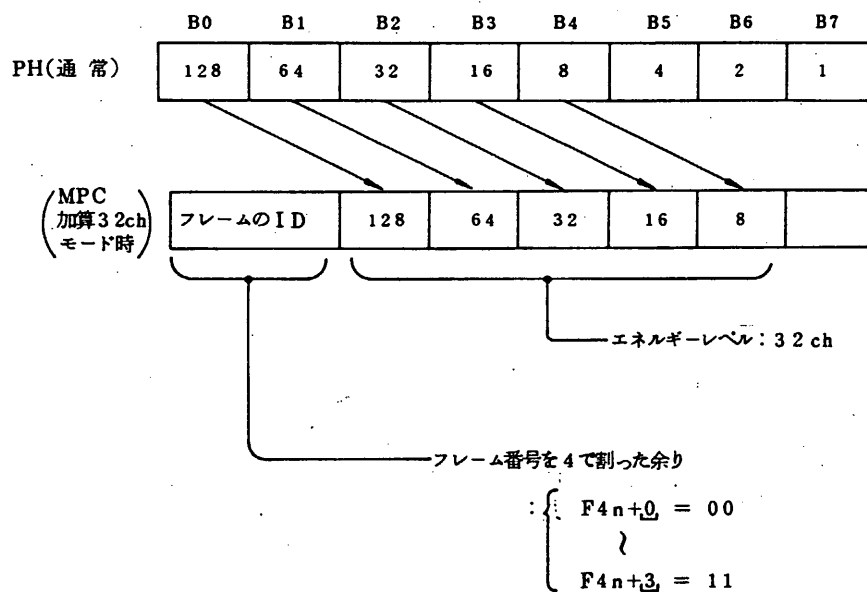 B0 B1 B2 B3 B4 B5 B6 B7
PH(通常) 128 64 32 16 8 4 2 1
MPC
加算32ch
モード時
フレームのID 128 64 32 16 8
エネルギーレベル:32ch
フレーム番号を4で割った余り
: F4n+0 = 00
~
F4n+3 = 11